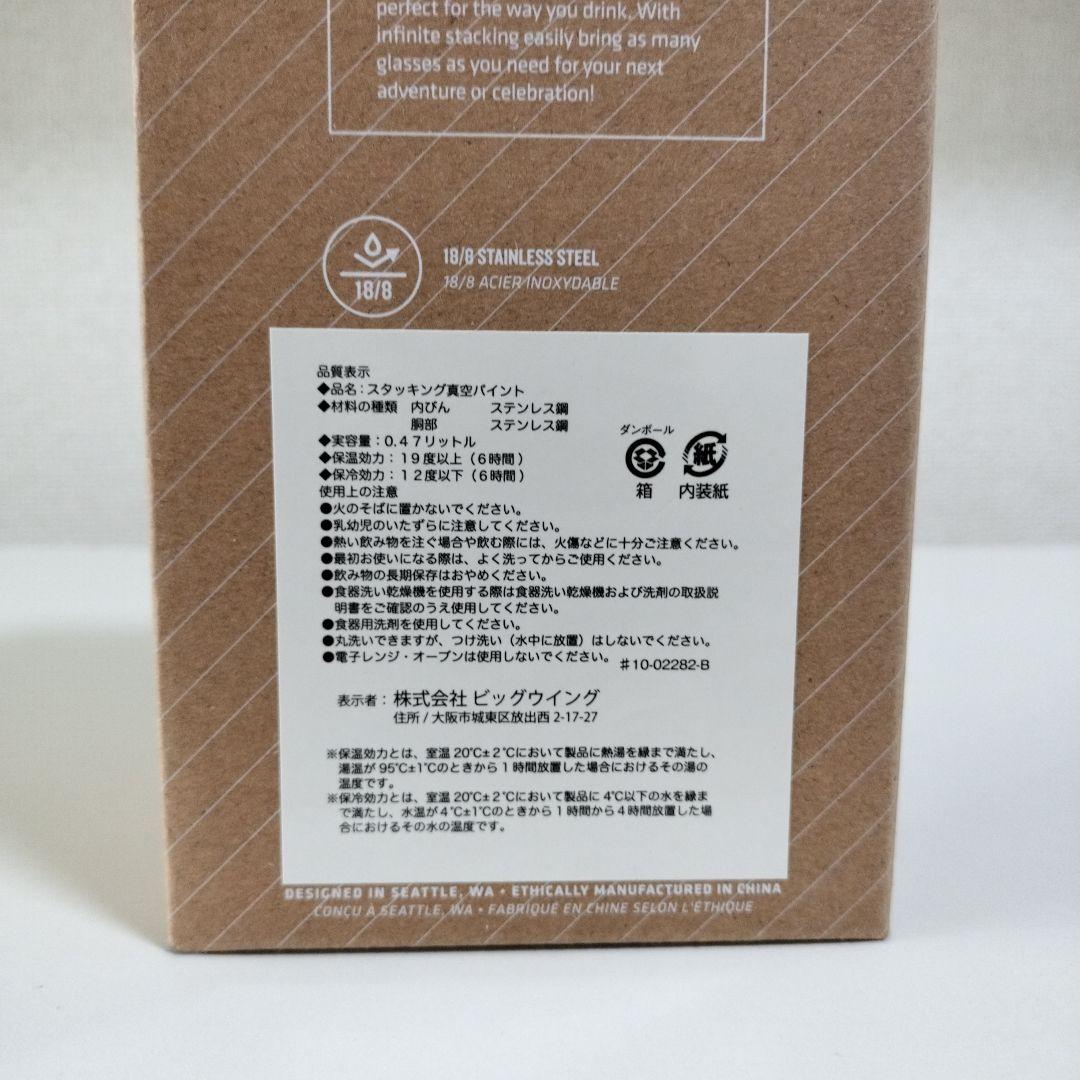 perfect for the way you drink. With
infinite stacking easily bring as many
glasses as you need for your next
adventure or celebration!
18/8
18/8 STAINLESS STEEL
18/8 ACIER INOXYDABLE
品質表示
◆品名：スタッキング真空パイント
◆材料の種類 内びん ステンレス鋼
胴部 ステンレス鋼
◆実容量：0.47リットル
◆保温効力：19度以上（6時間）
◆保冷効力：12度以下（6時間）
ダンボール
紙
箱 内装紙
使用上の注意
●火のそばに置かないでください。
●乳幼児のいたずらに注意してください。
●熱い飲み物を注ぐ場合や飲む際には、火傷などに十分ご注意ください。
●最初お使いになる際は、よく洗ってからご使用ください。
●飲み物の長期保存はおやめください。
●食器洗い乾燥機を使用する際は食器洗い乾燥機および洗剤の取扱説
明書をご確認のうえ使用してください。
●食器用洗剤を使用してください。
●丸洗いできますが、つけ洗い（水中に放置）はしないでください。
●電子レンジ・オーブンは使用しないでください。 #10-02282-B
表示者：株式会社 ビッグウイング
住所 / 大阪市城東区放出西 2-17-27
※保温効力とは、室温 20℃±2℃において製品に熱湯を縁まで満たし、
湯温が 95℃±1℃のときから1時間放置した場合におけるその湯の
温度です。
※保冷効力とは、室温 20℃±2℃において製品に 4℃以下の水を縁ま
で満たし、水温が4℃±1℃のときから1時間から4時間放置した場
合におけるその水の温度です。
DESIGNED IN SEATTLE, WA • ETHICALLY MANUFACTURED IN CHINA
CONÇU À SEATTLE, WA • FABRIQUÉ EN CHINE SELON L'ÉTHIQUE